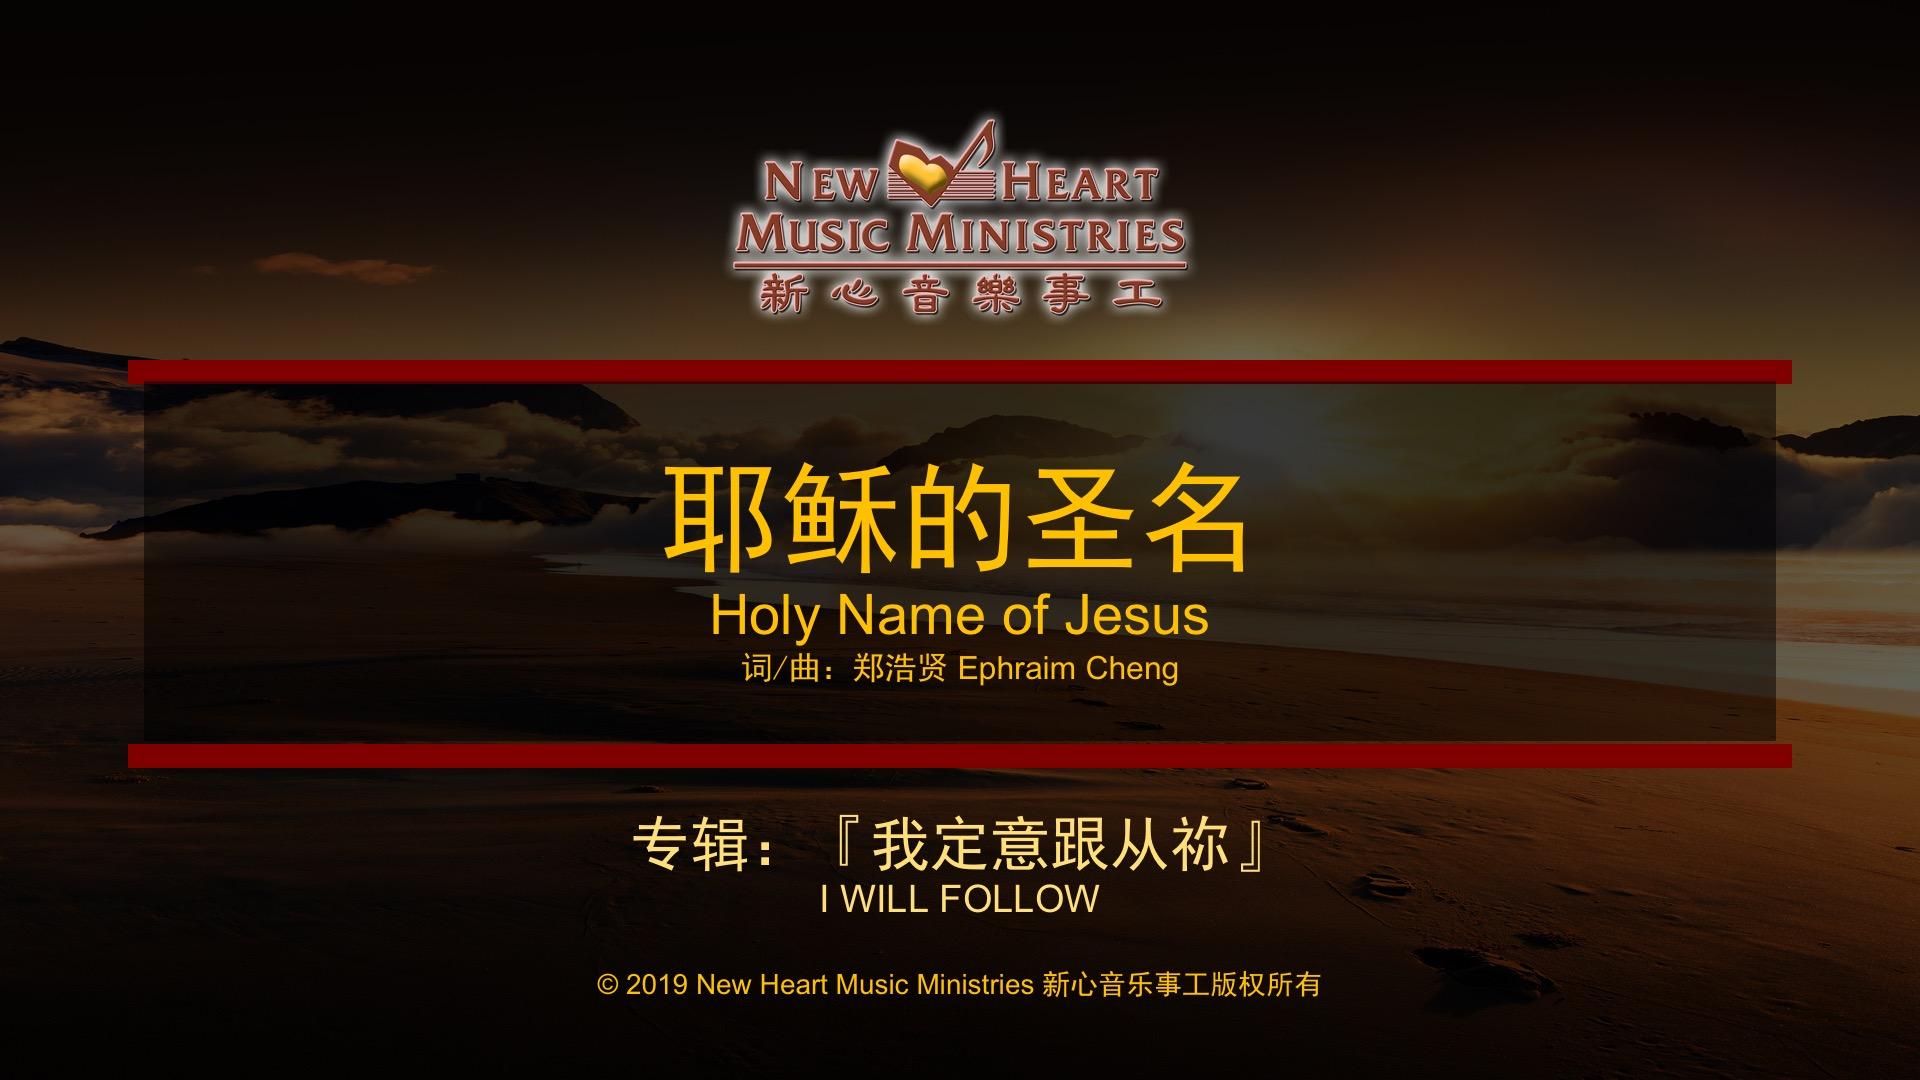 NEW HEART
MUSIC MINISTRIES
新心音樂事工
耶稣的圣名
Holy Name of Jesus
词/曲：郑浩贤 Ephraim Cheng
专辑：『我定意跟从祢』
I WILL FOLLOW
© 2019 New Heart Music Ministries 新心音乐事工版权所有